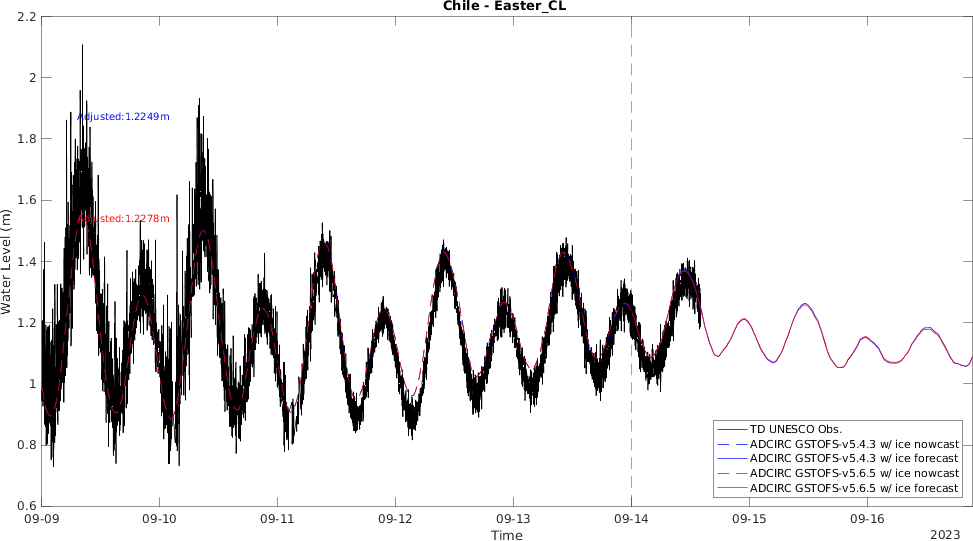 Chile - Easter_CL
2.2
2
1.8
1.6
1.4
1.2
1
0.8
0.6
Water Level (m)
Adjusted:1.2249m
Adjusted:1.2278m
TD UNESCO Obs.
ADCIRC GSTOFS-v5.4.3 w/ ice nowcast
ADCIRC GSTOFS-v5.4.3 w/ ice forecast
ADCIRC GSTOFS-v5.6.5 w/ ice nowcast
ADCIRC GSTOFS-v5.6.5 w/ ice forecast
09-09 09-10 09-11 09-12 09-13 09-14 09-15 09-16
Time
2023